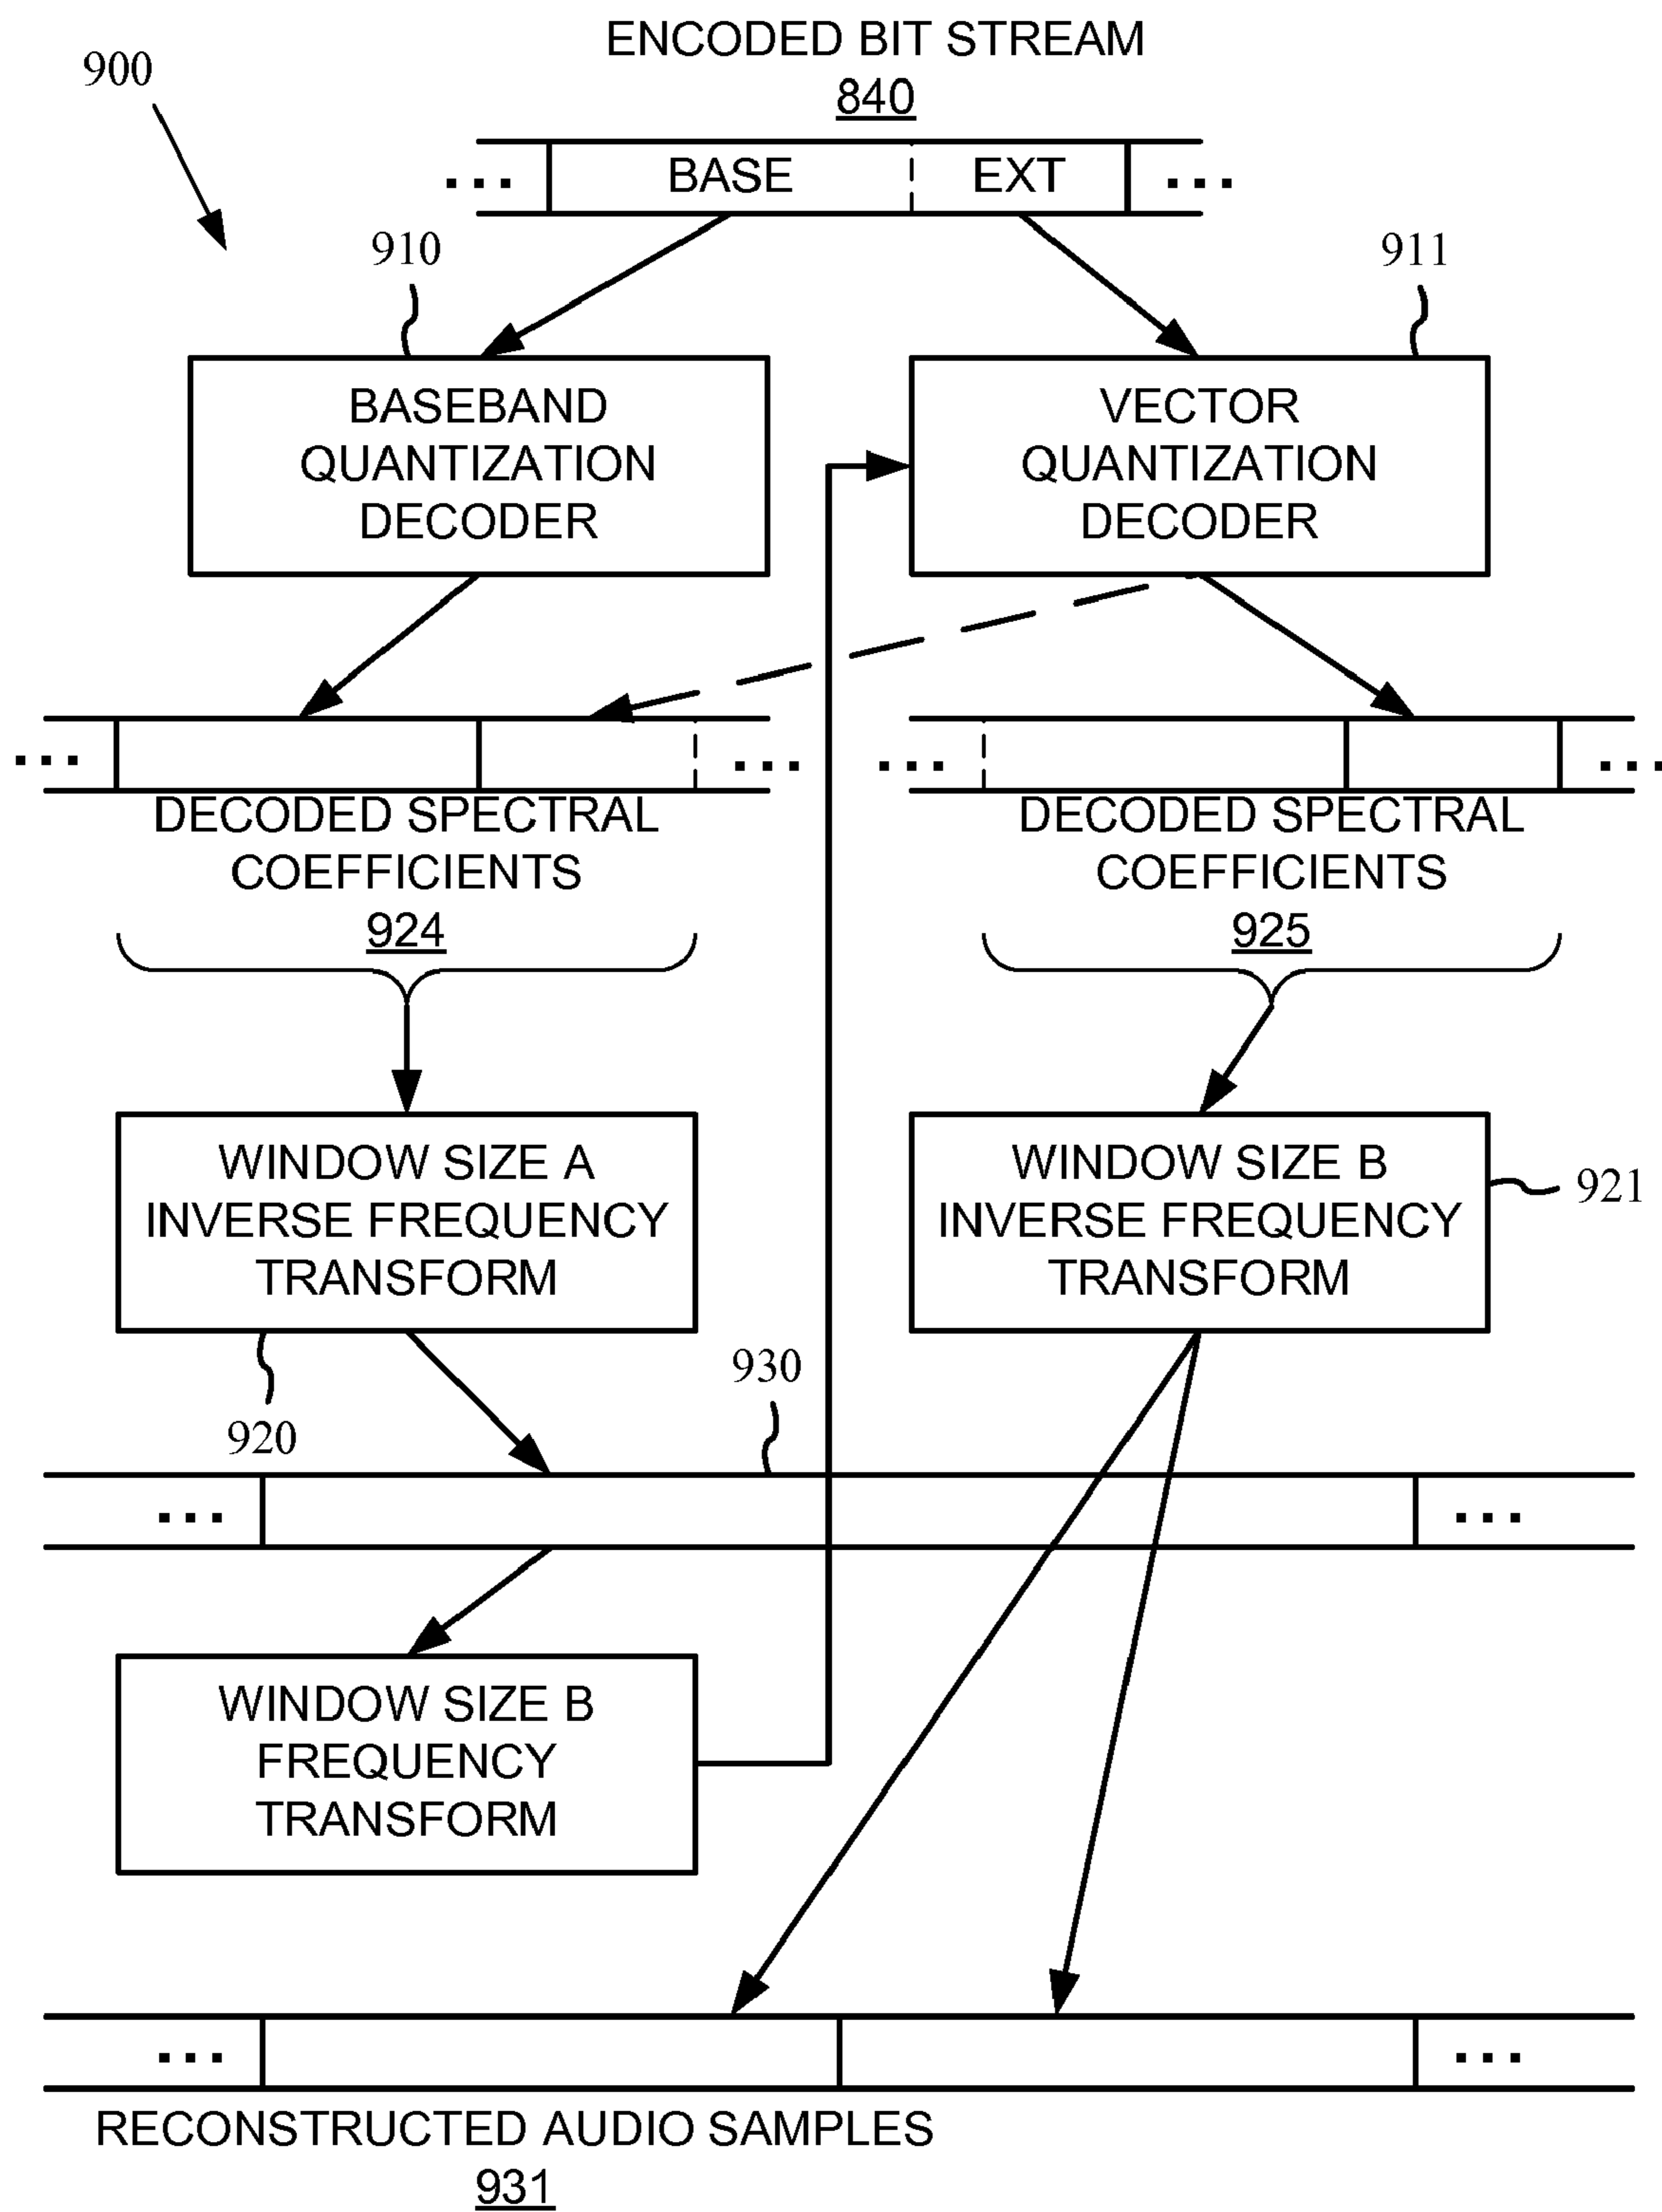 ENCODED BIT STREAM
840
900
... BASE EXT ...
910
911
BASEBAND
QUANTIZATION
DECODER
VECTOR
QUANTIZATION
DECODER
... ...
... ...
DECODED SPECTRAL
COEFFICIENTS
924
DECODED SPECTRAL
COEFFICIENTS
925
WINDOW SIZE A
INVERSE FREQUENCY
TRANSFORM
WINDOW SIZE B
INVERSE FREQUENCY
TRANSFORM
921
920
930
... ...
WINDOW SIZE B
FREQUENCY
TRANSFORM
... ...
RECONSTRUCTED AUDIO SAMPLES
931